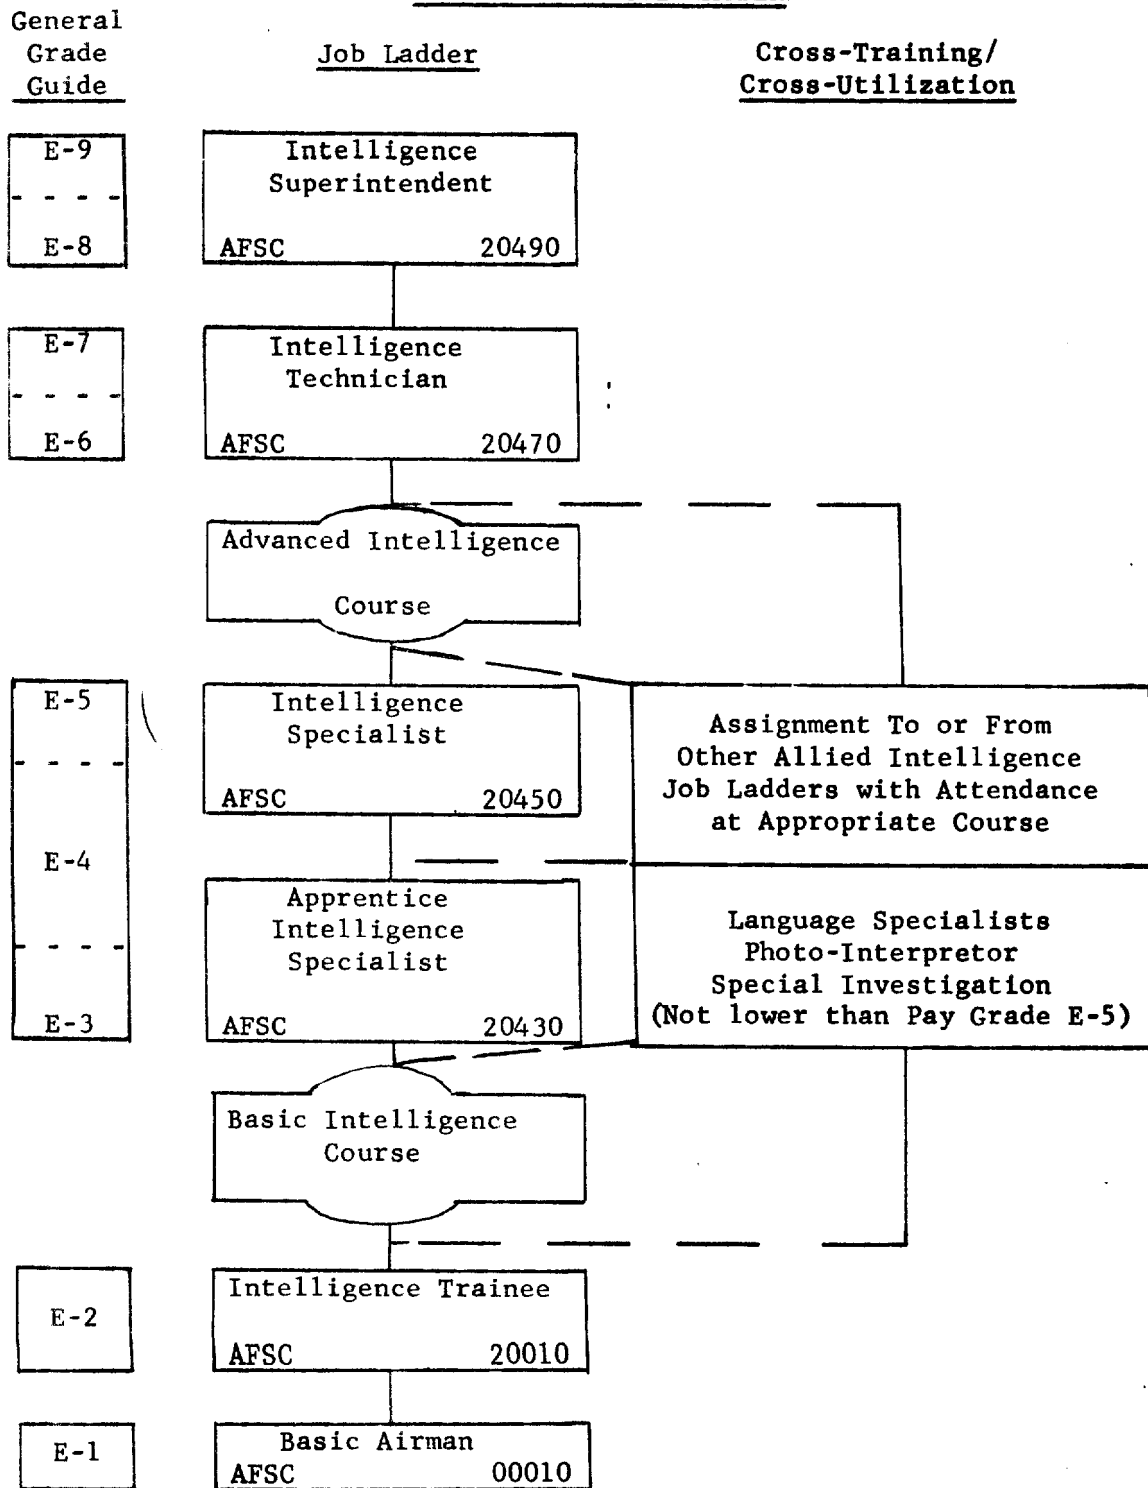 General
Grade
Guide
Job Ladder
Cross-Training/
Cross-Utilization
E-9
E-8
Intelligence
Superintendent
AFSC 20490
E-7
E-6
Intelligence
Technician
AFSC 20470
Advanced Intelligence
Course
E-5
E-4
E-3
Intelligence
Specialist
AFSC 20450
Assignment To or From
Other Allied Intelligence
Job Ladders with Attendance
at Appropriate Course
Apprentice
Intelligence
Specialist
AFSC 20430
Language Specialists
Photo-Interpretor
Special Investigation
(Not lower than Pay Grade E-5)
Basic Intelligence
Course
E-2
Intelligence Trainee
AFSC 20010
E-1
Basic Airman
AFSC 00010